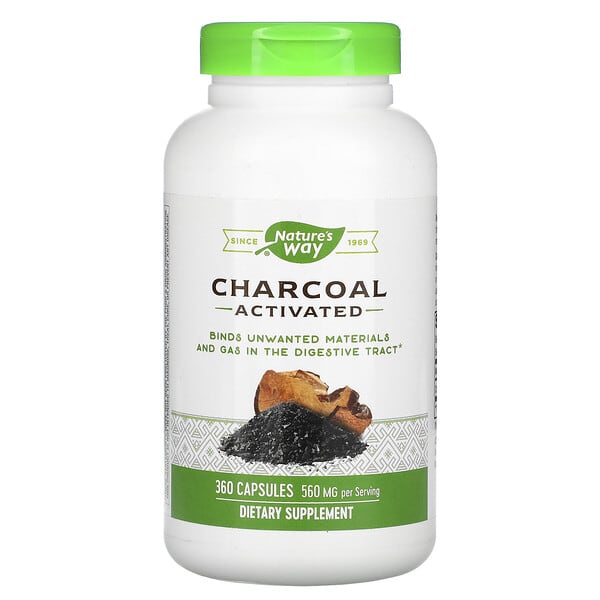 Nature's
Way®
SINCE 1969
CHARCOAL
ACTIVATED
BINDS UNWANTED MATERIALS
AND GAS IN THE DIGESTIVE TRACT*
360 CAPSULES 560 MG per Serving
DIETARY SUPPLEMENT